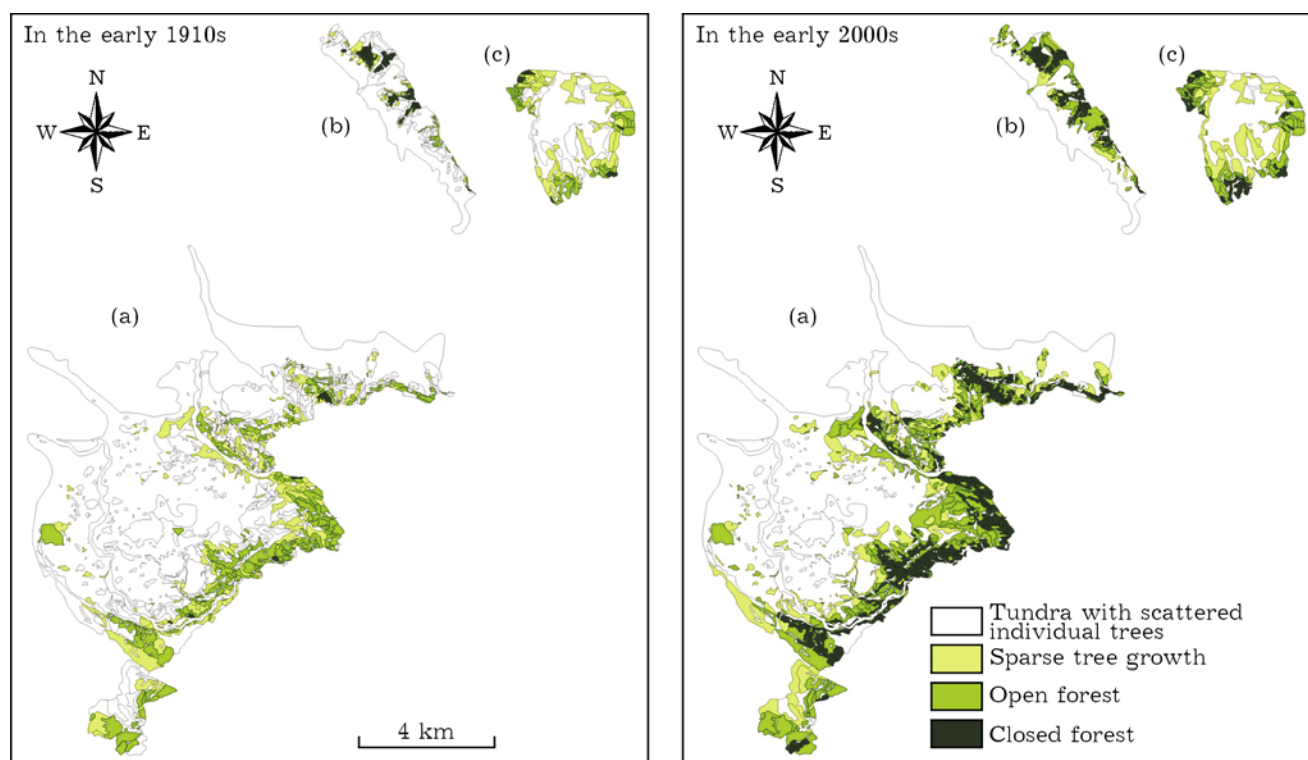 In the early 1910s
N
W
E
S
(a)
(b)
(c)
4 km
In the early 2000s
N
W
E
S
(a)
(b)
(c)
Tundra with scattered
individual trees
Sparse tree growth
Open forest
Closed forest